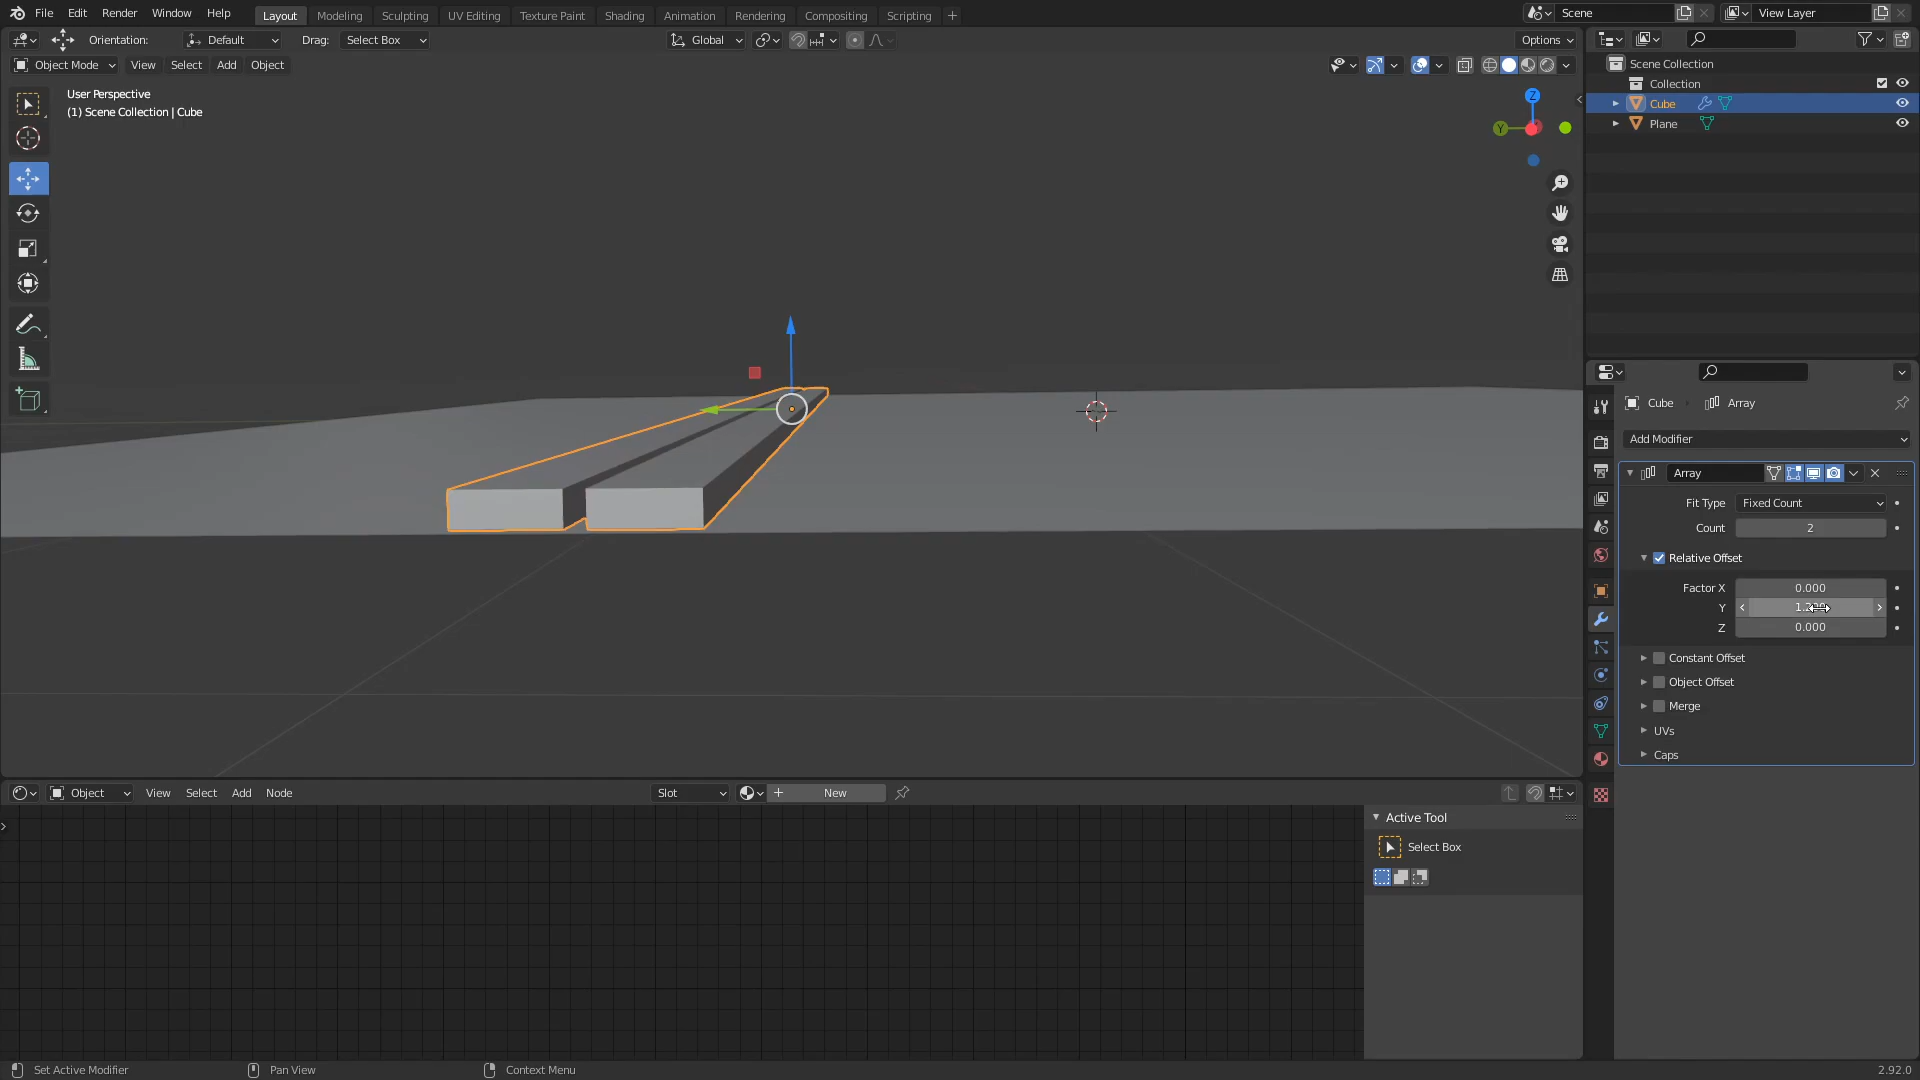 File Edit Render Window Help
Layout Modeling Sculpting UV Editing Texture Paint Shading Animation Rendering Compositing Scripting +
Scene
View Layer
Orientation: Default Drag: Select Box
Global
Options
Object Mode View Select Add Object
User Perspective
(1) Scene Collection | Cube
Z
Y
Scene Collection
Collection
Cube
Plane
Cube Array
Add Modifier
Array
Fit Type Fixed Count
Count 2
Relative Offset
Factor X 0.000
Y
Z 0.000
Constant Offset
Object Offset
Merge
UVs
Caps
Object View Select Add Node
Slot
New
Active Tool
Select Box
Set Active Modifier
Pan View
Context Menu
2.92.0